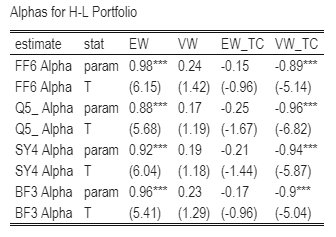 Alphas for H-L Portfolio
estimate stat EW VW EW_TC VW_TC
FF6 Alpha param 0.98*** 0.24 -0.15 -0.89***
FF6 Alpha T (6.15) (1.42) (-0.96) (-5.14)
Q5_ Alpha param 0.88*** 0.17 -0.25 -0.96***
Q5_ Alpha T (5.68) (1.19) (-1.67) (-6.82)
SY4 Alpha param 0.92*** 0.19 -0.21 -0.94***
SY4 Alpha T (6.04) (1.18) (-1.44) (-5.87)
BF3 Alpha param 0.96*** 0.23 -0.17 -0.9***
BF3 Alpha T (5.41) (1.29) (-0.96) (-5.04)